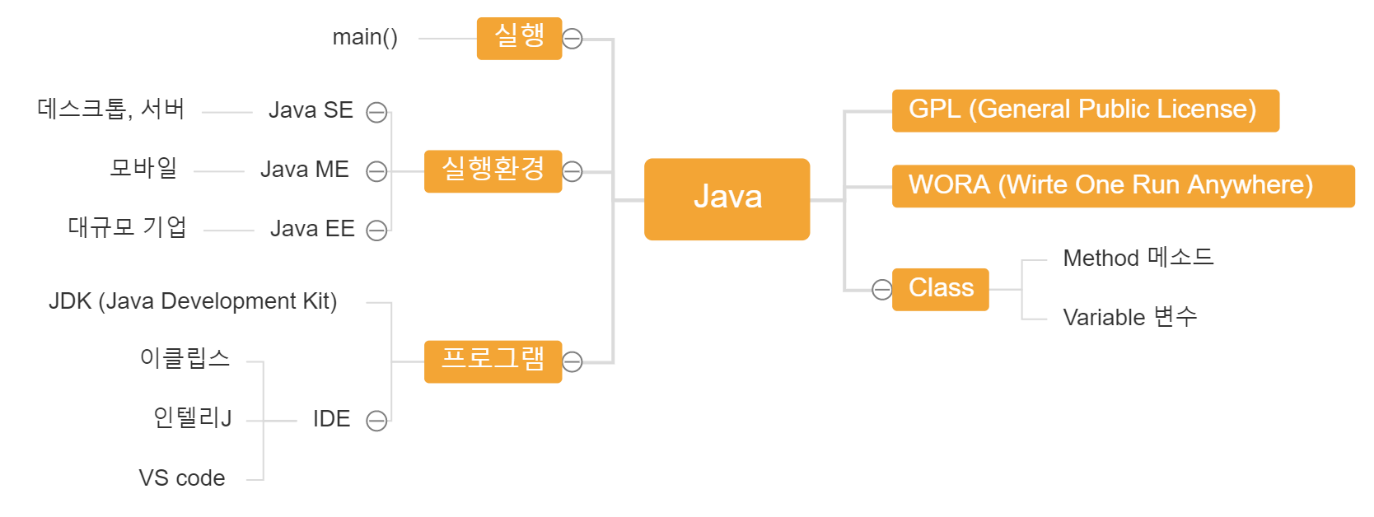 Java
실행
main()
실행환경
Java SE
데스크톱, 서버
Java ME
모바일
Java EE
대규모 기업
프로그램
JDK (Java Development Kit)
IDE
이클립스
인텔리J
VS code
GPL (General Public License)
WORA (Wirte One Run Anywhere)
Class
Method 메소드
Variable 변수